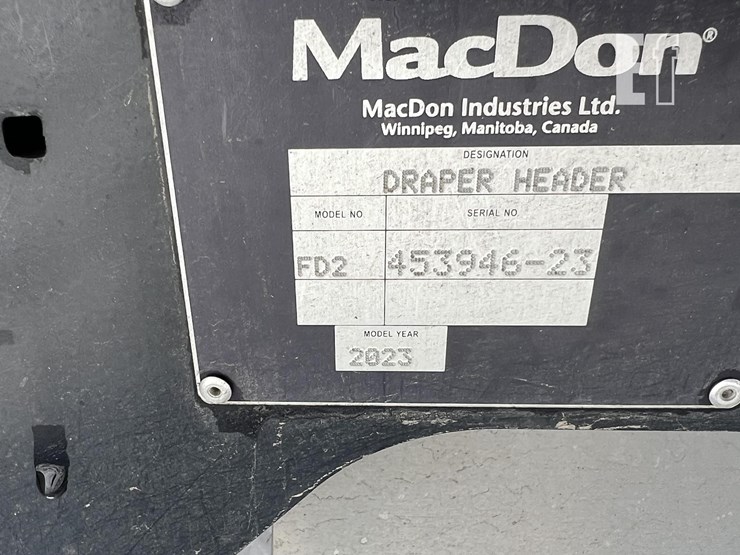 MacDon®
MacDon Industries Ltd.
Winnipeg, Manitoba, Canada
DESIGNATION
DRAPER HEADER
MODEL NO. SERIAL NO.
FD2 453946-23
MODEL YEAR
2023